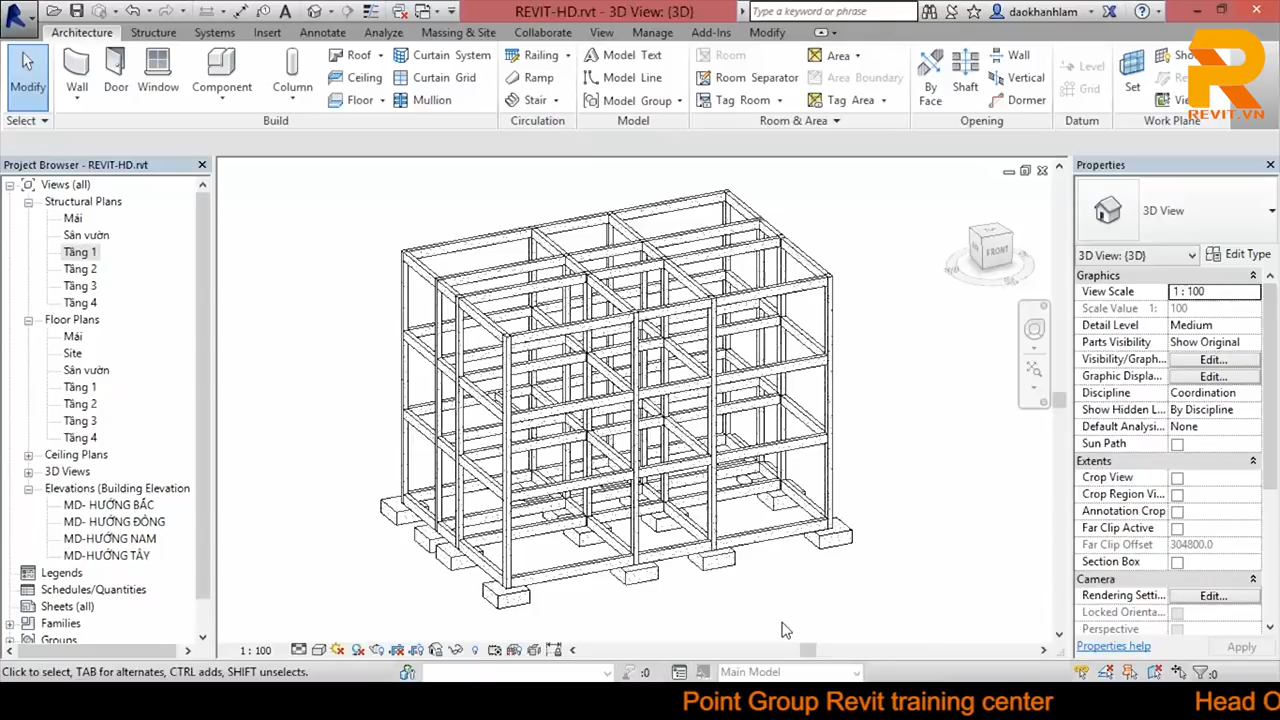 REVIT-HD.rvt - 3D View: {3D}
Type a keyword or phrase
daokhanhlam
Architecture Structure Systems Insert Annotate Analyze Massing & Site Collaborate View Manage Add-Ins Modify
Modify
Wall
Door
Window
Component
Column
Roof
Ceiling
Floor
Curtain System
Curtain Grid
Mullion
Railing
Ramp
Stair
Model Text
Model Line
Model Group
Room
Room Separator
Tag Room
Area
Area Boundary
Tag Area
By
Face
Shaft
Wall
Vertical
Dormer
Level
Grid
Set
REVIT.VN
Select
Build
Circulation
Model
Room & Area
Opening
Datum
Work Plane
Project Browser - REVIT-HD.rvt
Views (all)
Structural Plans
Mái
Sân vườn
Tầng 1
Tầng 2
Tầng 3
Tầng 4
Floor Plans
Mái
Site
Sân vườn
Tầng 1
Tầng 2
Tầng 3
Tầng 4
Ceiling Plans
3D Views
Elevations (Building Elevation
MD- HƯỚNG BẮC
MD- HƯỚNG ĐÔNG
MD-HƯỚNG NAM
MD-HƯỚNG TÂY
Legends
Schedules/Quantities
Sheets (all)
Families
Groups
FRONT
Properties
3D View
3D View: {3D}
Edit Type
Graphics
View Scale 1 : 100
Scale Value 1: 100
Detail Level Medium
Parts Visibility Show Original
Visibility/Graph... Edit...
Graphic Displa... Edit...
Discipline Coordination
Show Hidden L... By Discipline
Default Analysi... None
Sun Path
Extents
Crop View
Crop Region Vi...
Annotation Crop
Far Clip Active
Far Clip Offset 304800.0
Section Box
Camera
Rendering Setti... Edit...
Locked Orienta...
Perspective
Properties help
Apply
1 : 100
Click to select, TAB for alternates, CTRL adds, SHIFT unselects.
:0
Main Model
:0
Point Group Revit training center
Head O